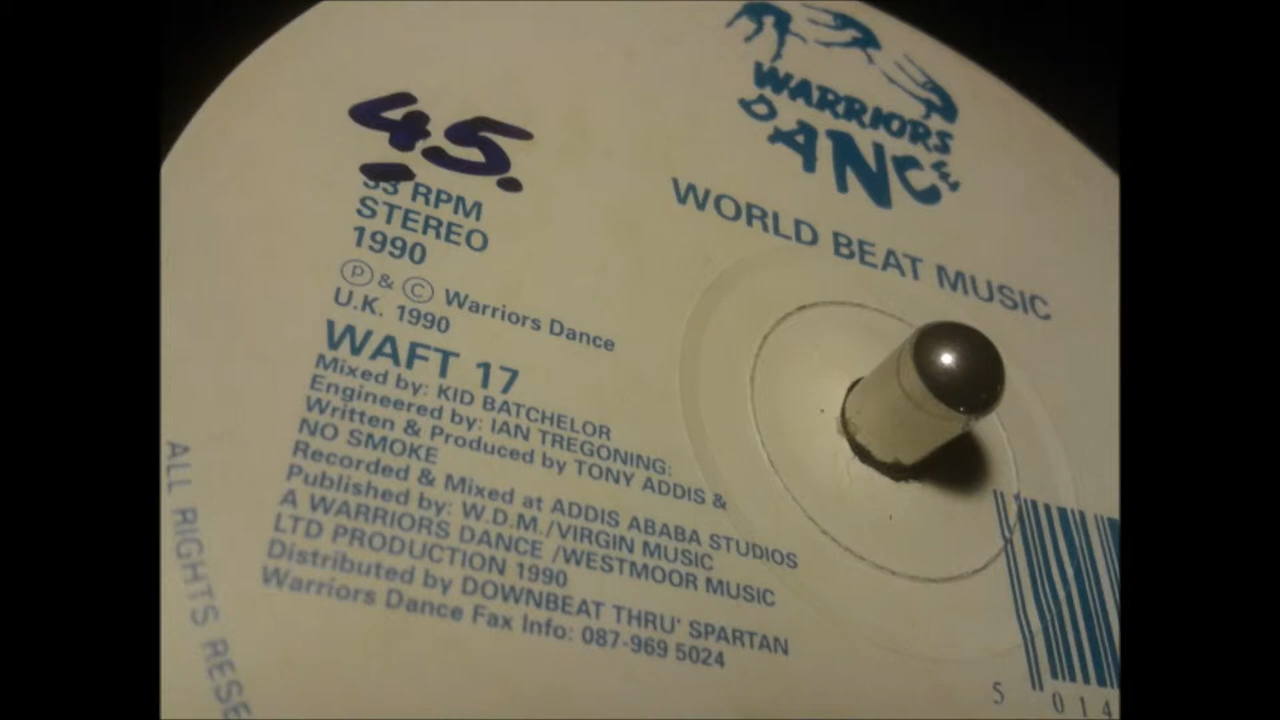 WARRIORS
DANCE
WORLD BEAT MUSIC
45.
33 RPM
STEREO
1990
Ⓟ & Ⓒ Warriors Dance
U.K. 1990
WAFT 17
Mixed by: KID BATCHELOR
Engineered by: IAN TREGONING:
Written & Produced by TONY ADDIS &
NO SMOKE
Recorded & Mixed at ADDIS ABABA STUDIOS
Published by: W.D.M./VIRGIN MUSIC
A WARRIORS DANCE /WESTMOOR MUSIC
LTD PRODUCTION 1990
Distributed by DOWNBEAT THRU' SPARTAN
Warriors Dance Fax Info: 087-969 5024
ALL RIGHTS RESE
5 014